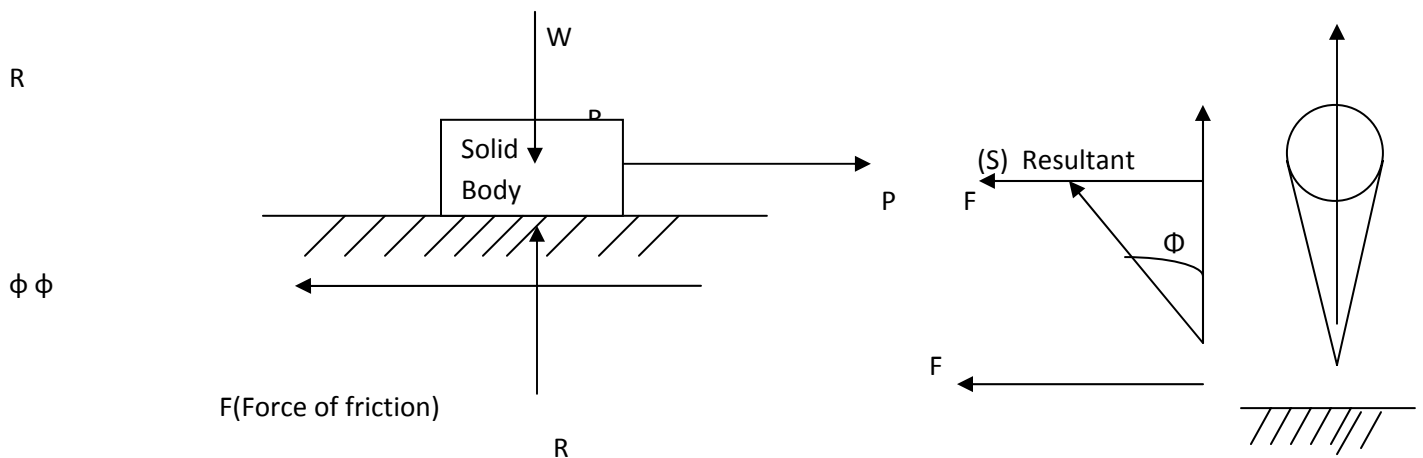 W
R
Solid
Body
(S) Resultant
P
F
Φ
ф ф
F
F(Force of friction)
R